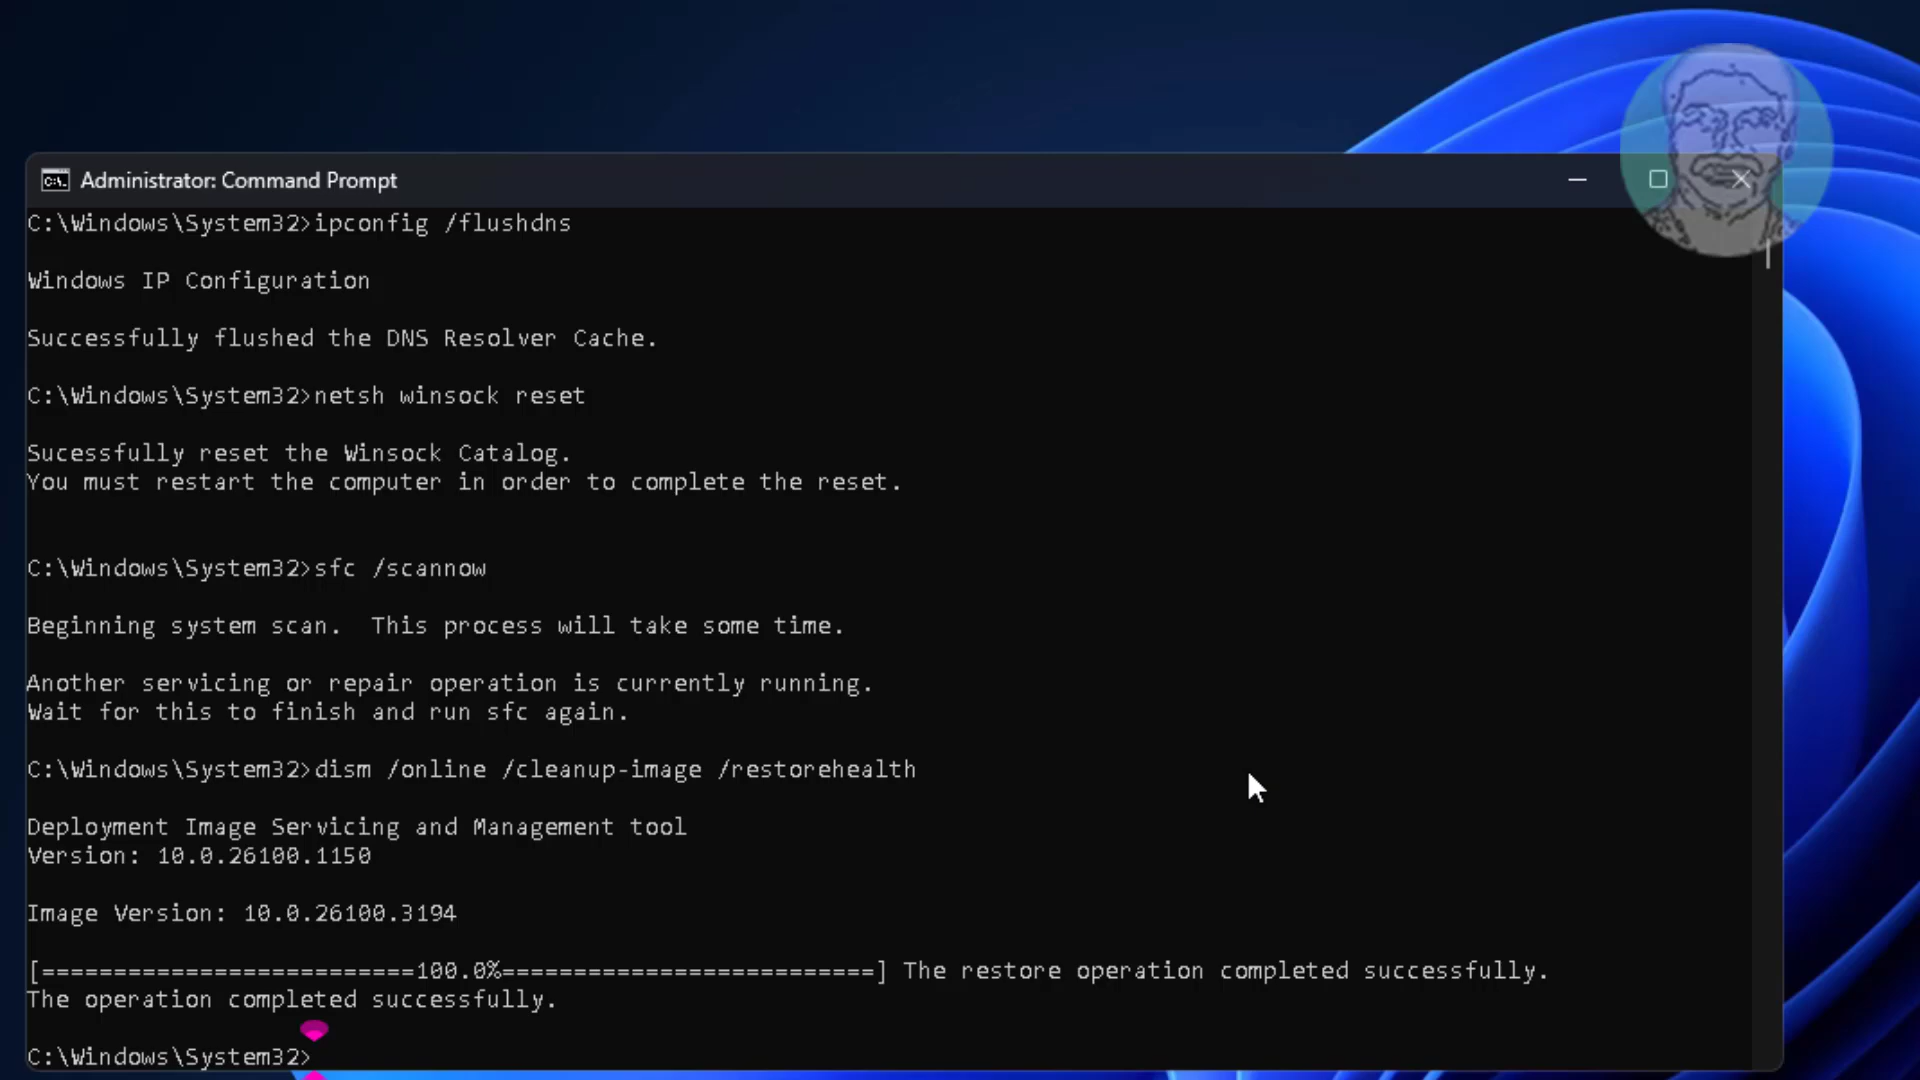 Administrator: Command Prompt
C:\Windows\System32>ipconfig /flushdns
Windows IP Configuration
Successfully flushed the DNS Resolver Cache.
C:\Windows\System32>netsh winsock reset
Sucessfully reset the Winsock Catalog.
You must restart the computer in order to complete the reset.
C:\Windows\System32>sfc /scannow
Beginning system scan.  This process will take some time.
Another servicing or repair operation is currently running.
Wait for this to finish and run sfc again.
C:\Windows\System32>dism /online /cleanup-image /restorehealth
Deployment Image Servicing and Management tool
Version: 10.0.26100.1150
Image Version: 10.0.26100.3194
[==========================100.0%==========================] The restore operation completed successfully.
The operation completed successfully.
C:\Windows\System32>